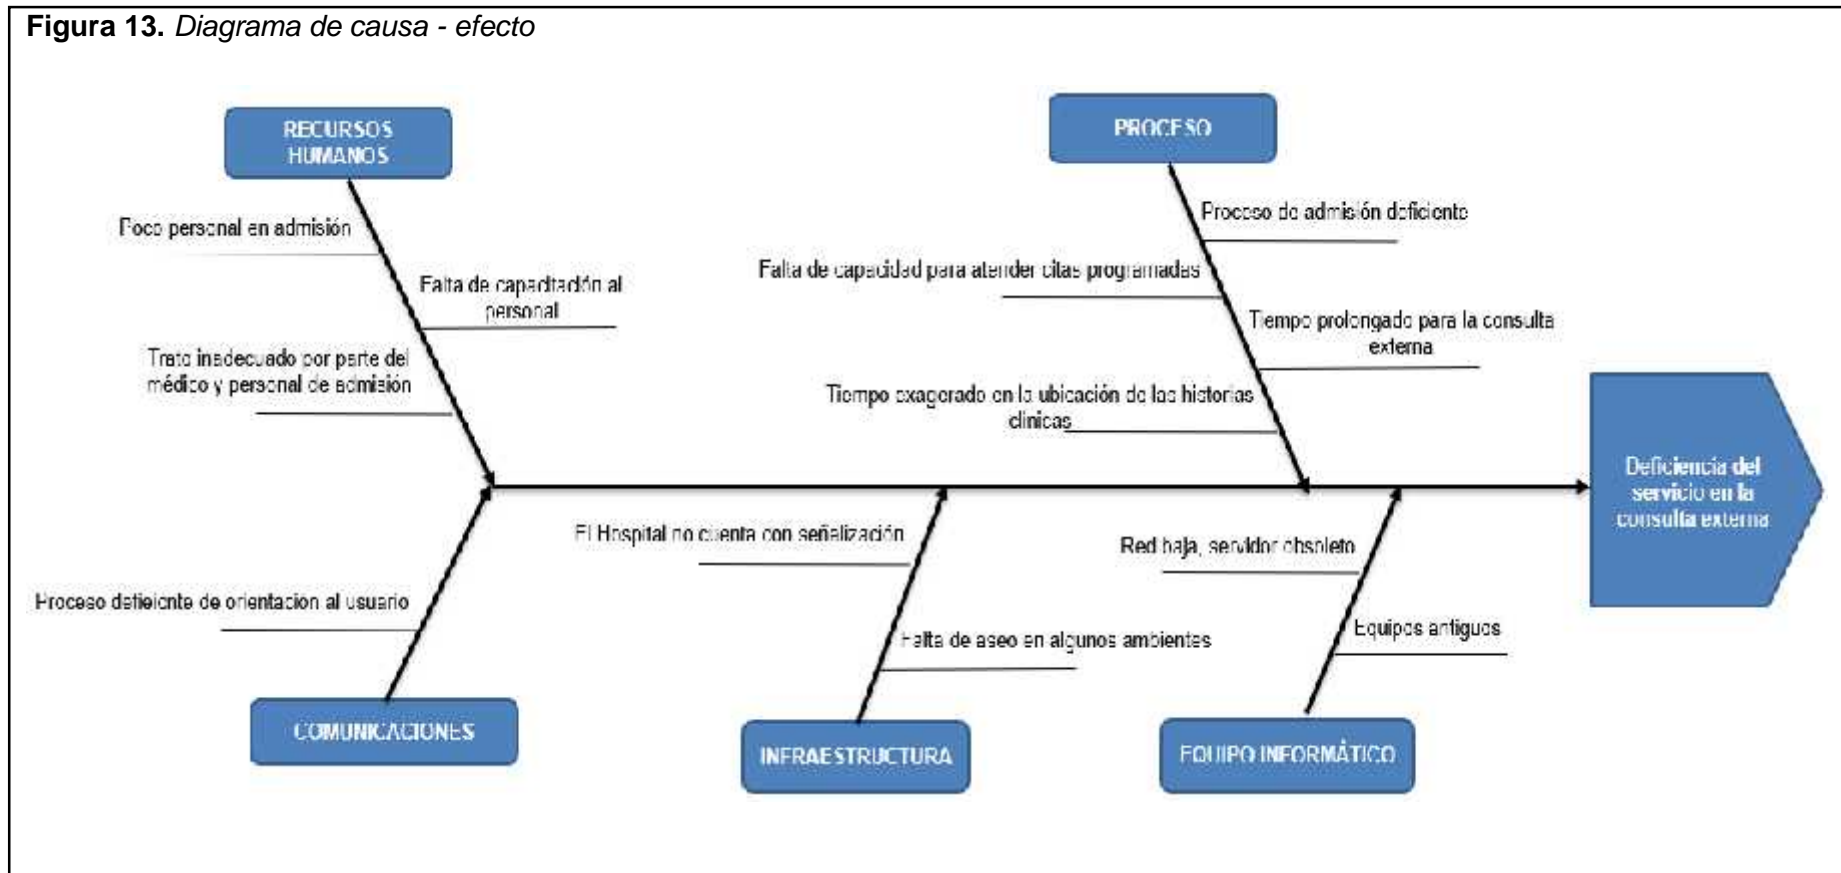 Figura 13. Diagrama de causa - efecto
RECURSOS
HUMANOS
PROCESO
Poco personal en admisión
Falta de capacitación al
personal
Trato inadecuado por parte del
médico y personal de admisión
Proceso de admisión deficiente
Falta de capacidad para atender citas programadas
Tiempo prolongado para la consulta
externa
Tiempo exagerado en la ubicación de las historias
clinicas
Deficiencia del
servicio en la
consulta externa
El Hospital no cuenta con señalización
Red baja, servidor obsoleto
Proceso defieicnte de orientacion al usuario
Falta de aseo en algunos ambientes
Equipos antiguos
COMUNICACIONES
INFRAESTRUCTURA
EQUIPO INFORMÁTICO